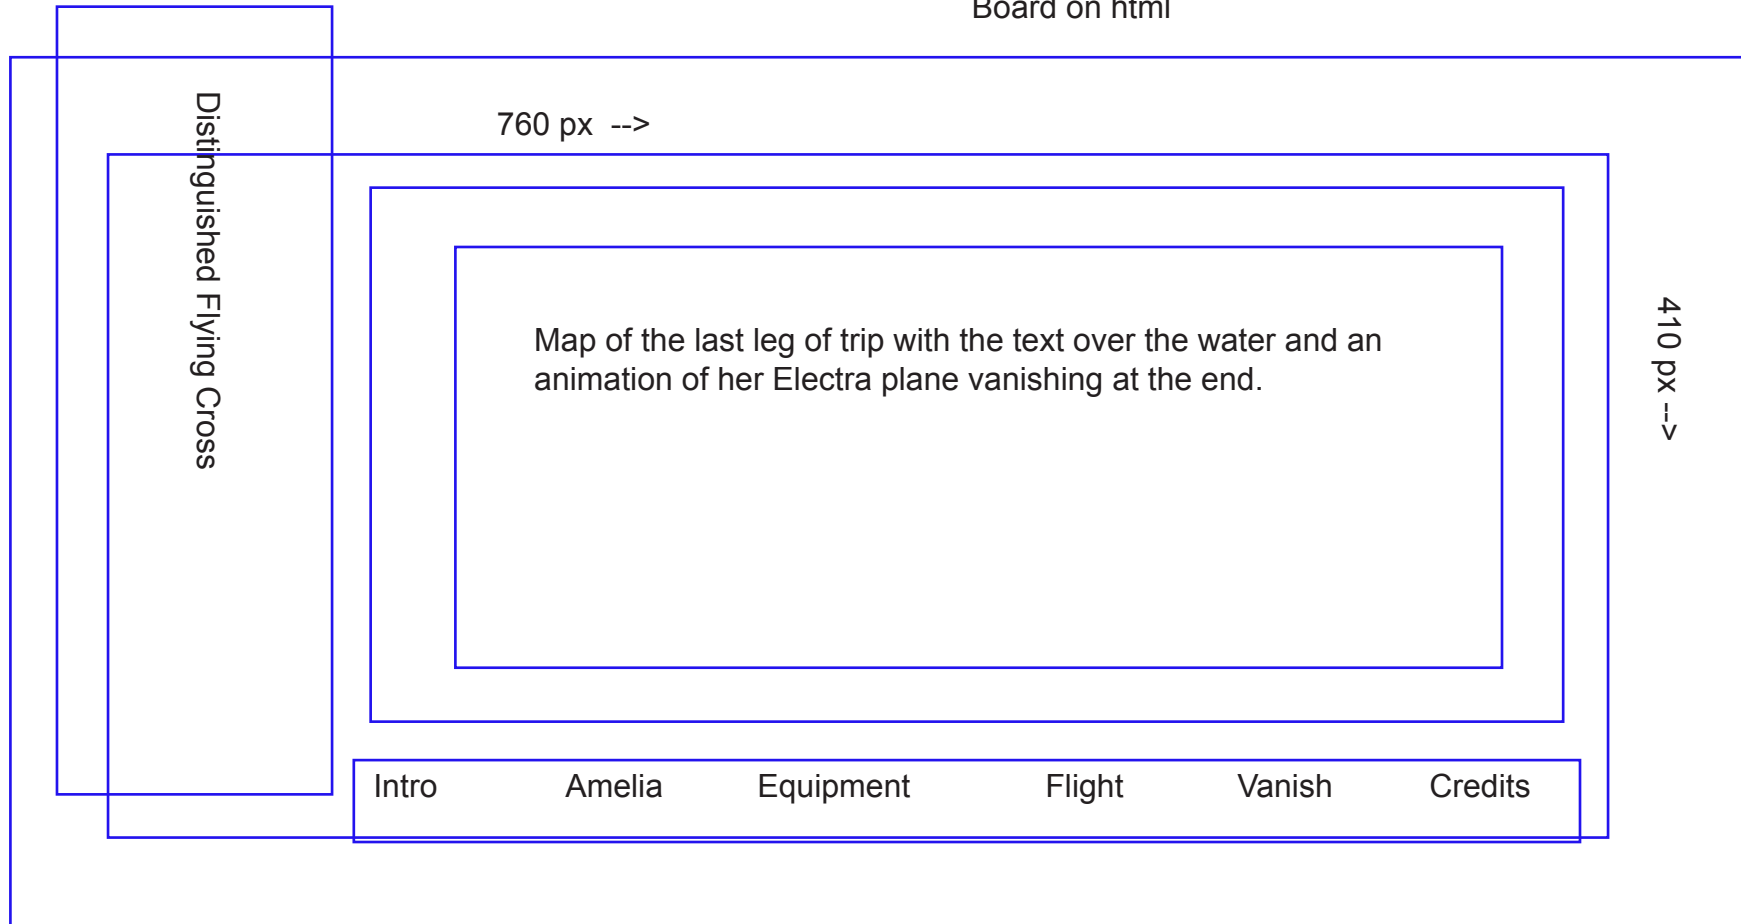 Board on html
760 px -->
Distinguished Flying Cross
Map of the last leg of trip with the text over the water and an
animation of her Electra plane vanishing at the end.
410 px -->
Intro Amelia Equipment Flight Vanish Credits